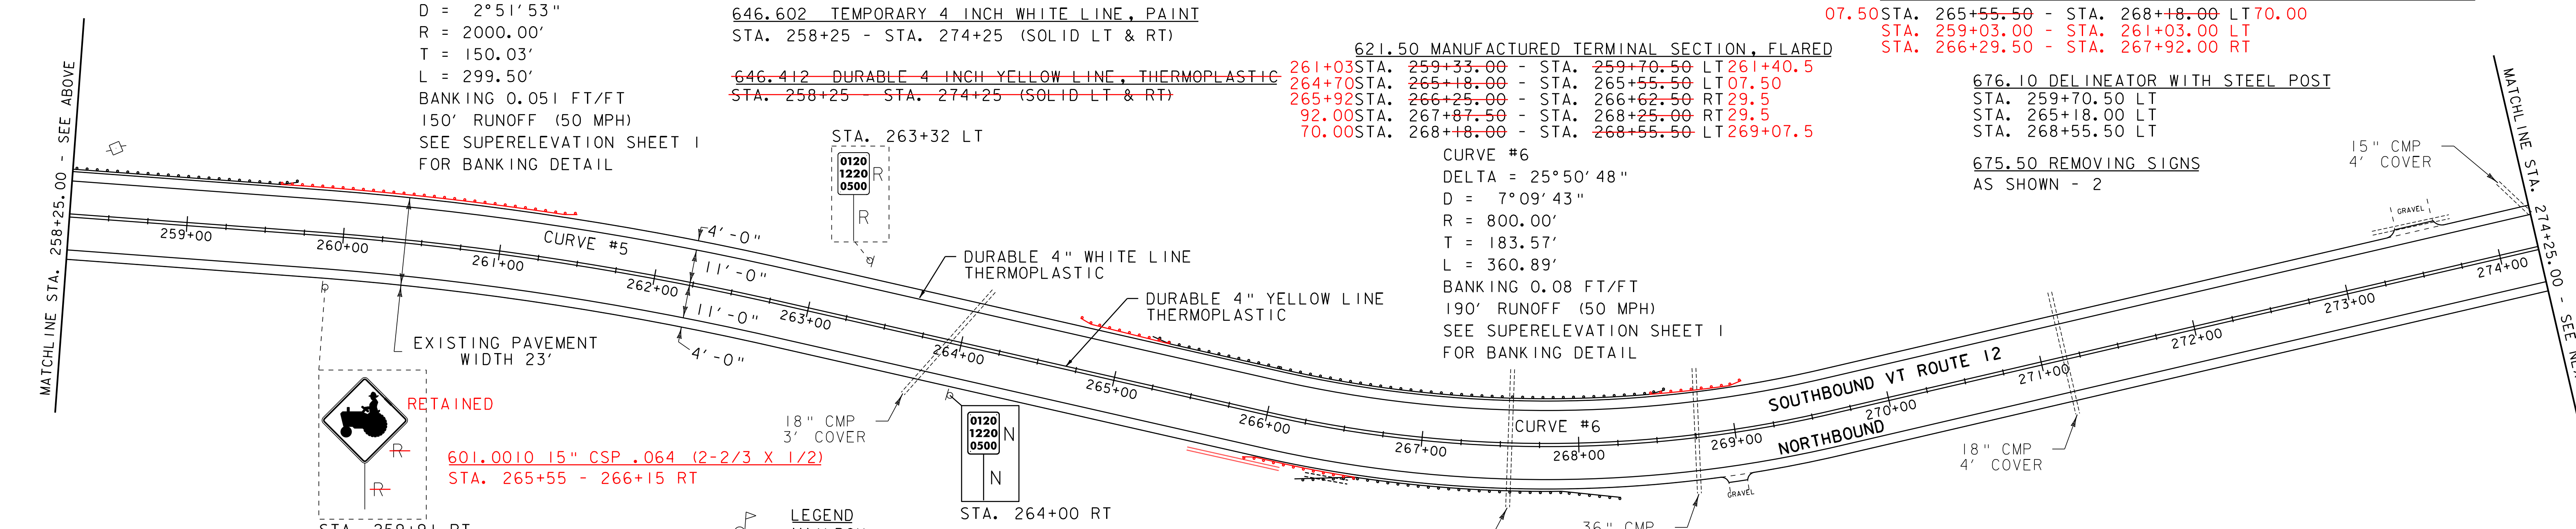 D = 2°51'53"
R = 2000.00'
T = 150.03'
L = 299.50'
BANKING 0.051 FT/FT
150' RUNOFF (50 MPH)
SEE SUPERELEVATION SHEET 1
FOR BANKING DETAIL
646.602 TEMPORARY 4 INCH WHITE LINE, PAINT
STA. 258+25 - STA. 274+25 (SOLID LT & RT)
646.412 DURABLE 4 INCH YELLOW LINE, THERMOPLASTIC
STA. 258+25 - STA. 274+25 (SOLID LT & RT)
621.50 MANUFACTURED TERMINAL SECTION, FLARED
261+03 STA. 259+33.00 - STA. 259+70.50 LT 261+40.5
264+70 STA. 265+18.00 - STA. 265+55.50 LT 07.50
265+92 STA. 266+25.00 - STA. 266+62.50 RT 29.5
92.00 STA. 267+87.50 - STA. 268+25.00 RT 29.5
70.00 STA. 268+18.00 - STA. 268+55.50 LT 269+07.5
07.50 STA. 265+55.50 - STA. 268+18.00 LT 70.00
STA. 259+03.00 - STA. 261+03.00 LT
STA. 266+29.50 - STA. 267+92.00 RT
676.10 DELINEATOR WITH STEEL POST
STA. 259+70.50 LT
STA. 265+18.00 LT
STA. 268+55.50 LT
675.50 REMOVING SIGNS
AS SHOWN - 2
CURVE #6
DELTA = 25°50'48"
D = 7°09'43"
R = 800.00'
T = 183.57'
L = 360.89'
BANKING 0.08 FT/FT
190' RUNOFF (50 MPH)
SEE SUPERELEVATION SHEET 1
FOR BANKING DETAIL
MATCHLINE STA. 258+25.00 - SEE ABOVE
STA. 263+32 LT
0120
1220
0500
R
R
15" CMP
4' COVER
GRAVEL
MATCHLINE STA. 274+25.00 - SEE
259+00
260+00
261+00
262+00
263+00
264+00
265+00
266+00
267+00
268+00
269+00
270+00
271+00
272+00
273+00
274+00
CURVE #5
4'-0"
11'-0"
11'-0"
4'-0"
DURABLE 4" WHITE LINE
THERMOPLASTIC
DURABLE 4" YELLOW LINE
THERMOPLASTIC
EXISTING PAVEMENT
WIDTH 23'
CURVE #6
SOUTHBOUND VT ROUTE 12
NORTHBOUND
RETAINED
R
R
601.0010 15" CSP .064 (2-2/3 X 1/2)
STA. 265+55 - 266+15 RT
18" CMP
3' COVER
0120
1220
0500
N
N
STA. 264+00 RT
GRAVEL
18" CMP
4' COVER
36" CMP
LEGEND